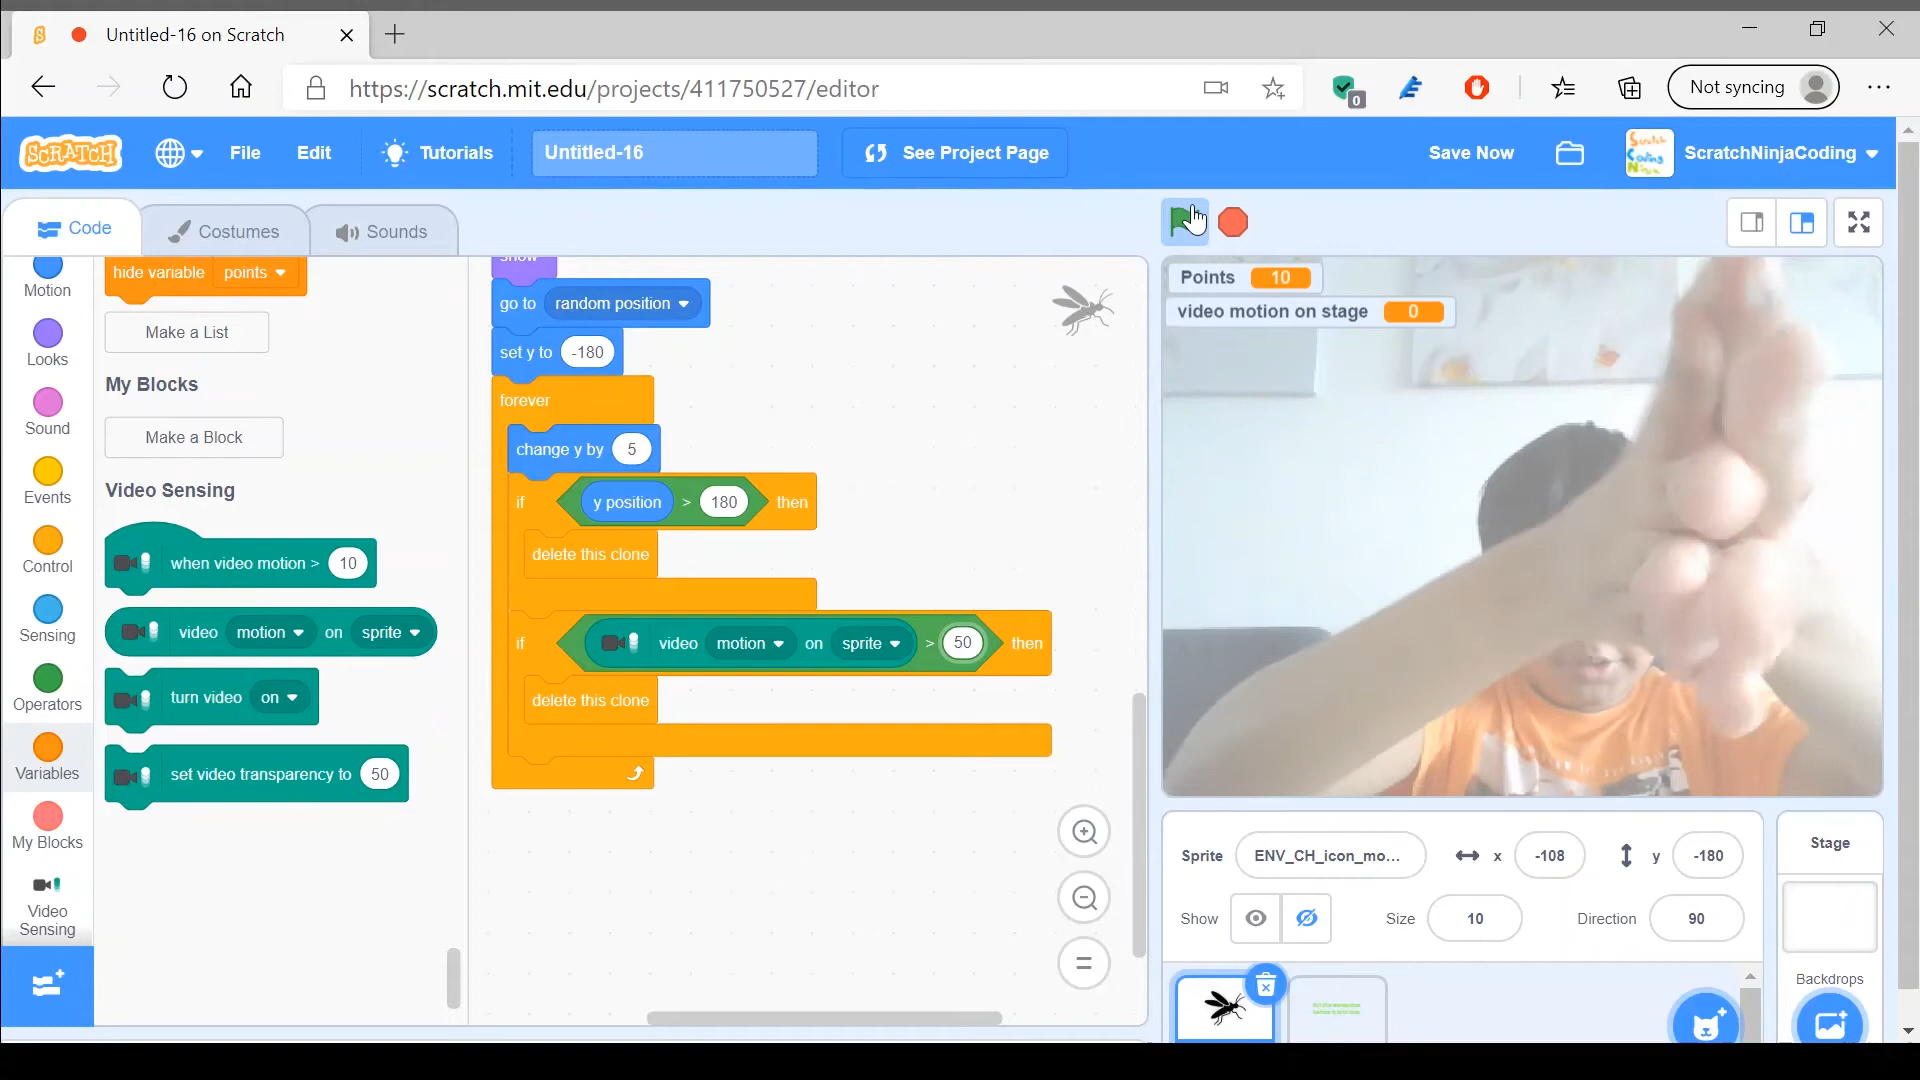 Untitled-16 on Scratch
https://scratch.mit.edu/projects/411750527/editor
0
Not syncing
SCRATCH
File
Edit
Tutorials
Untitled-16
See Project Page
Save Now
Scratch
Coding
Ninja
ScratchNinjaCoding
Code
Costumes
Sounds
Motion
Looks
Sound
Events
Control
Sensing
Operators
Variables
My Blocks
Video
Sensing
hide variable points
Make a List
My Blocks
Make a Block
Video Sensing
when video motion > 10
video motion on sprite
turn video on
set video transparency to 50
show
go to random position
set y to -180
forever
change y by 5
if y position > 180 then
delete this clone
if video motion on sprite > 50 then
delete this clone
Points 10
video motion on stage 0
Sprite ENV_CH_icon_mo... x -108 y -180
Show Size 10 Direction 90
Stage
Backdrops